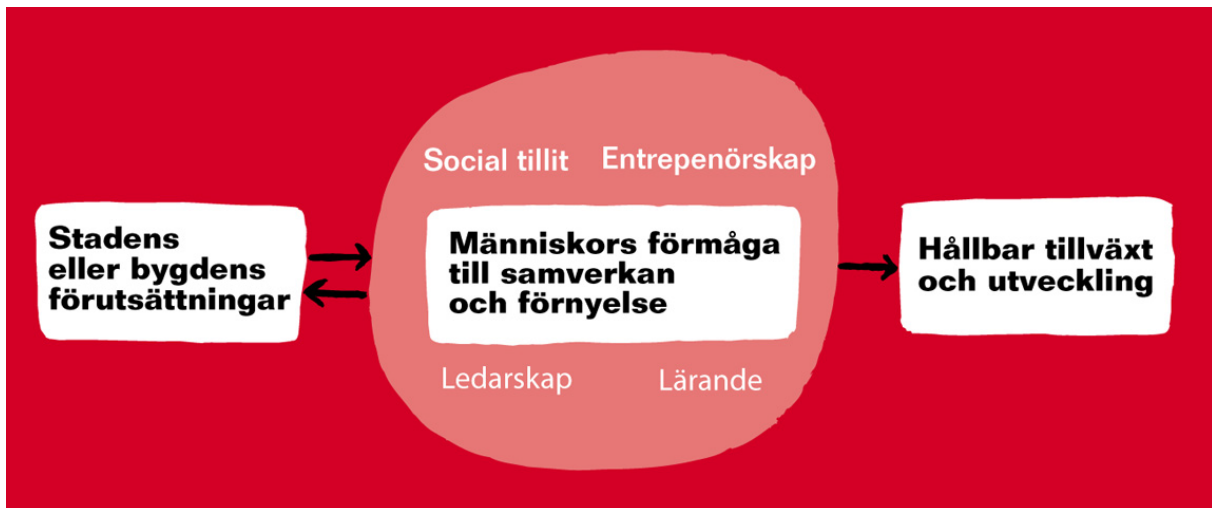 Social tillit
Entrepenörskap
Stadens
eller bygdens
förutsättningar
Människors förmåga
till samverkan
och förnyelse
Hållbar tillväxt
och utveckling
Ledarskap
Lärande